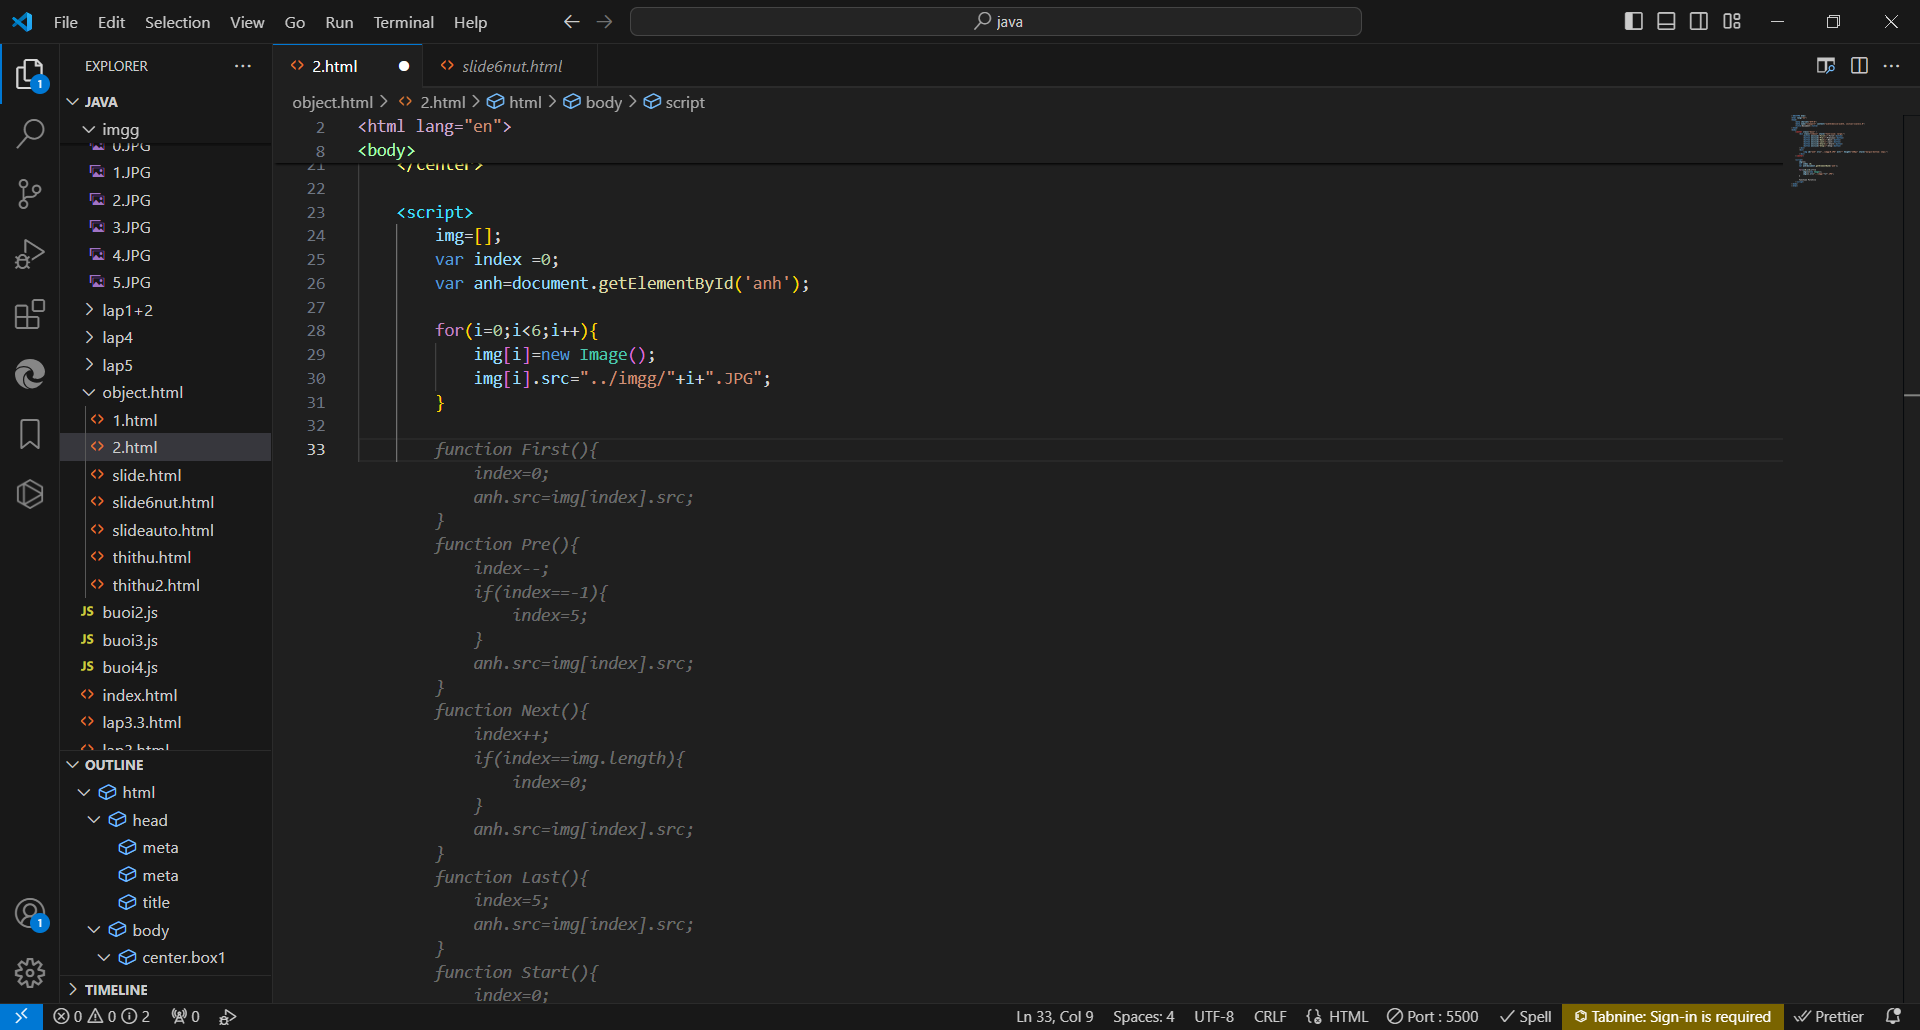 File Edit Selection View Go Run Terminal Help
java
EXPLORER
JAVA
imgg
0.JPG
1.JPG
2.JPG
3.JPG
4.JPG
5.JPG
lap1+2
lap4
lap5
object.html
1.html
2.html
slide.html
slide6nut.html
slideauto.html
thithu.html
thithu2.html
JS buoi2.js
JS buoi3.js
JS buoi4.js
index.html
lap3.3.html
lap3.html
OUTLINE
html
head
meta
meta
title
body
center.box1
TIMELINE
1
1
2.html
slide6nut.html
object.html > 2.html > html > body > script
2 <html lang="en">
8 <body>
21 </center>
22
23 <script>
24 img=[];
25 var index =0;
26 var anh=document.getElementById('anh');
27
28 for(i=0;i<6;i++){
29 img[i]=new Image();
30 img[i].src="../imgg/"+i+".JPG";
31 }
32
33 function First(){
index=0;
anh.src=img[index].src;
}
function Pre(){
index--;
if(index==-1){
index=5;
}
anh.src=img[index].src;
}
function Next(){
index++;
if(index==img.length){
index=0;
}
anh.src=img[index].src;
}
function Last(){
index=5;
anh.src=img[index].src;
}
function Start(){
index=0;
0 0 2 0 Ln 33, Col 9 Spaces: 4 UTF-8 CRLF HTML Port : 5500 Spell Tabnine: Sign-in is required Prettier